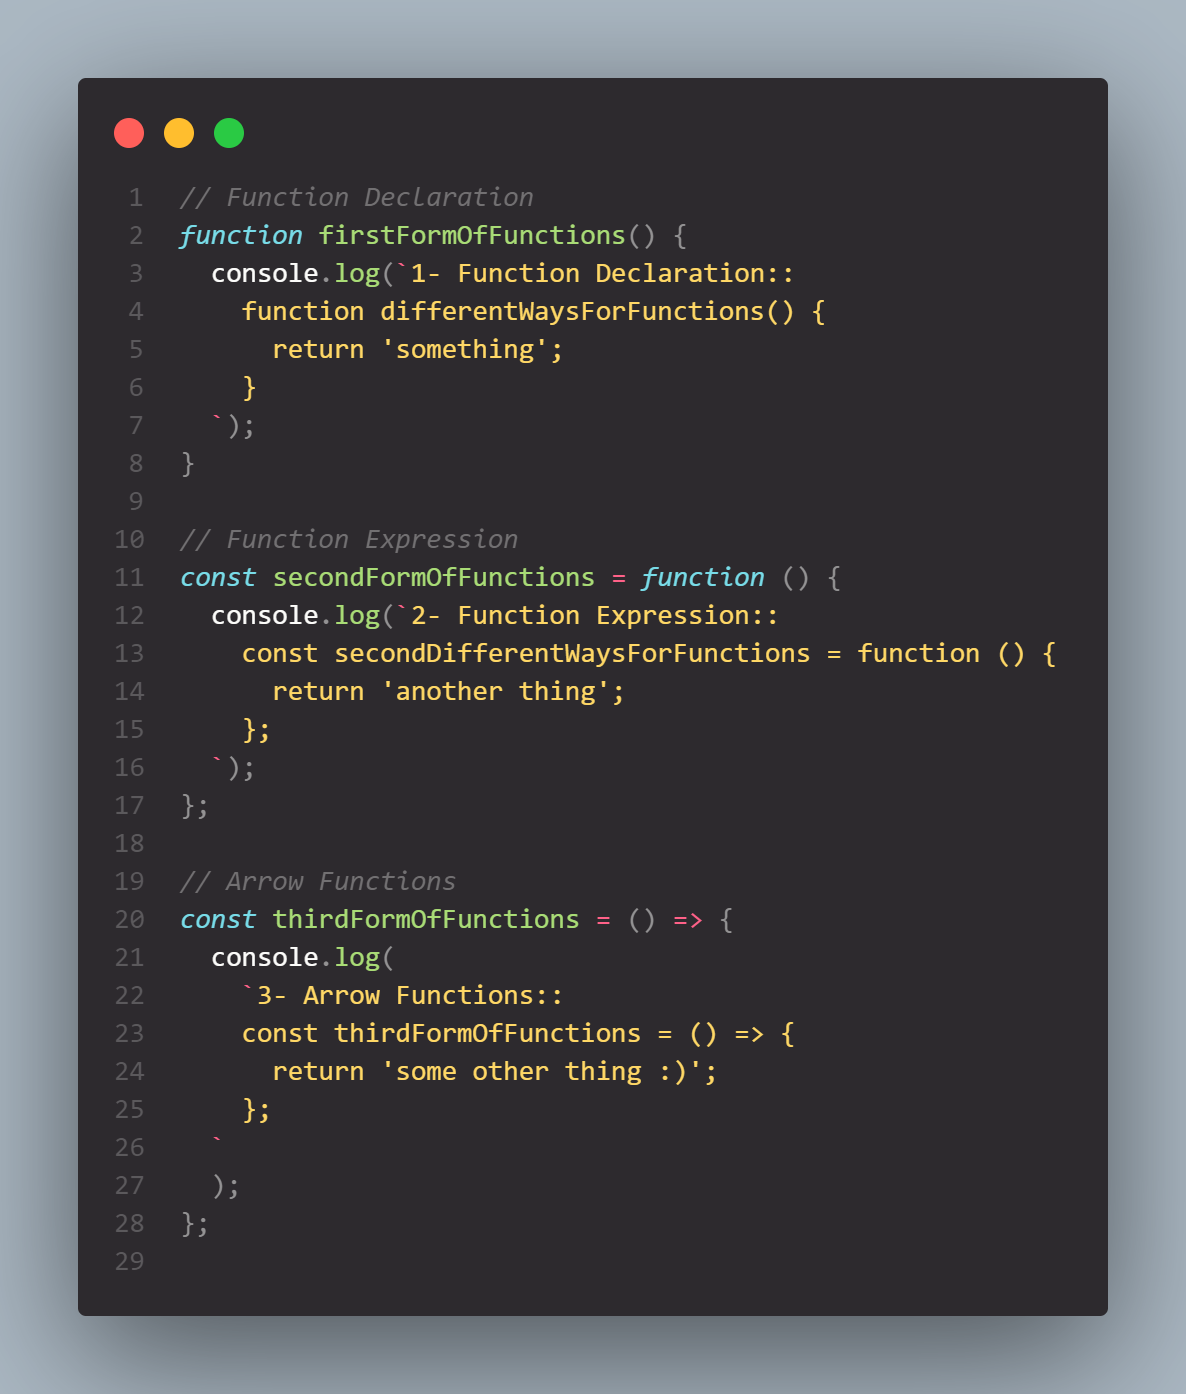 1 // Function Declaration
2 function firstFormOfFunctions() {
3   console.log(`1- Function Declaration::
4     function differentWaysForFunctions() {
5       return 'something';
6     }
7   `);
8 }
9
10 // Function Expression
11 const secondFormOfFunctions = function () {
12   console.log(`2- Function Expression::
13     const secondDifferentWaysForFunctions = function () {
14       return 'another thing';
15     };
16   `);
17 };
18
19 // Arrow Functions
20 const thirdFormOfFunctions = () => {
21   console.log(
22     `3- Arrow Functions::
23     const thirdFormOfFunctions = () => {
24       return 'some other thing :)';
25     };
26   `
27   );
28 };
29